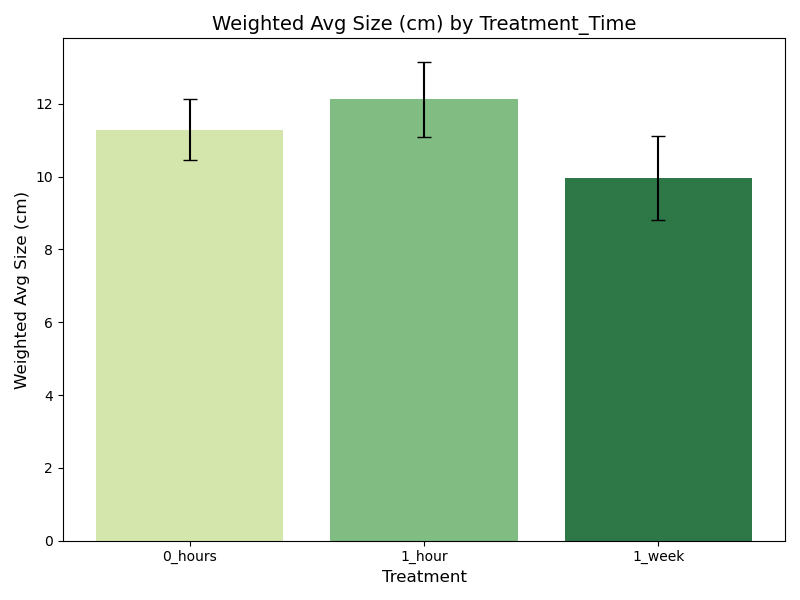 Weighted Avg Size (cm) by Treatment_Time
Weighted Avg Size (cm)
12
10
8
6
4
2
0
0_hours 1_hour 1_week
Treatment